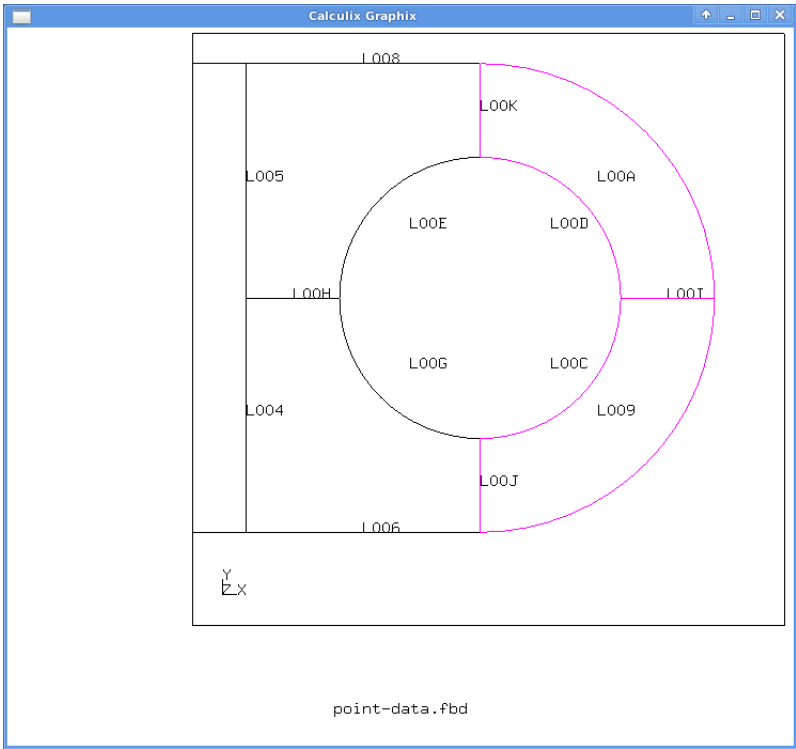 Calculix Graphix
L008
L00K
L005
L00A
L00E
L00D
L00H
L00I
L00G
L00C
L004
L009
L00J
L006
Y
Z X
point-data.fbd